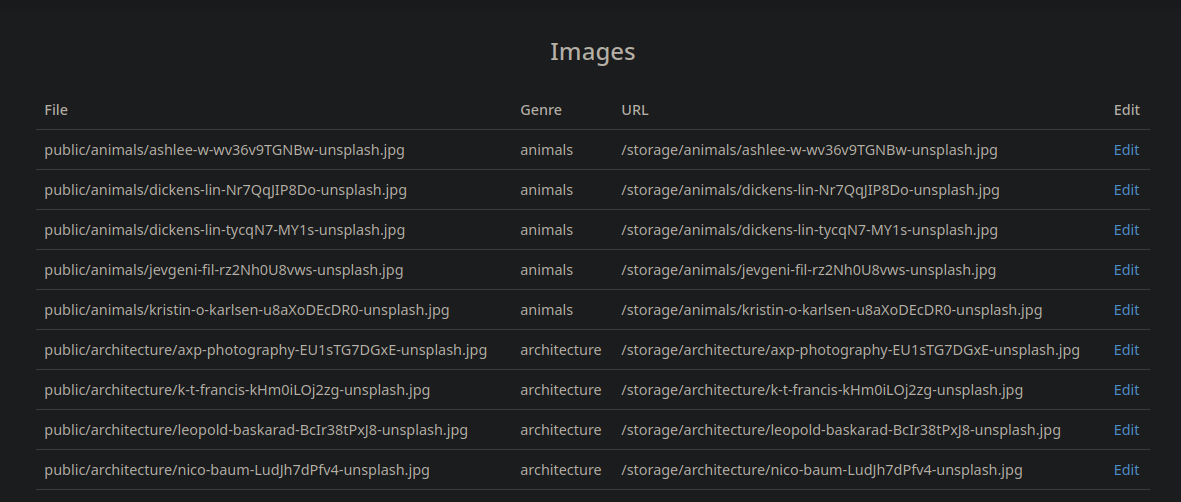 Images
File Genre URL Edit
public/animals/ashlee-w-wv36v9TGNBw-unsplash.jpg animals /storage/animals/ashlee-w-wv36v9TGNBw-unsplash.jpg Edit
public/animals/dickens-lin-Nr7QqJIP8Do-unsplash.jpg animals /storage/animals/dickens-lin-Nr7QqJIP8Do-unsplash.jpg Edit
public/animals/dickens-lin-tycqN7-MY1s-unsplash.jpg animals /storage/animals/dickens-lin-tycqN7-MY1s-unsplash.jpg Edit
public/animals/jevgeni-fil-rz2Nh0U8vws-unsplash.jpg animals /storage/animals/jevgeni-fil-rz2Nh0U8vws-unsplash.jpg Edit
public/animals/kristin-o-karlsen-u8aXoDEcDR0-unsplash.jpg animals /storage/animals/kristin-o-karlsen-u8aXoDEcDR0-unsplash.jpg Edit
public/architecture/axp-photography-EU1sTG7DGxE-unsplash.jpg architecture /storage/architecture/axp-photography-EU1sTG7DGxE-unsplash.jpg Edit
public/architecture/k-t-francis-kHm0iLOj2zg-unsplash.jpg architecture /storage/architecture/k-t-francis-kHm0iLOj2zg-unsplash.jpg Edit
public/architecture/leopold-baskarad-BcIr38tPxJ8-unsplash.jpg architecture /storage/architecture/leopold-baskarad-BcIr38tPxJ8-unsplash.jpg Edit
public/architecture/nico-baum-LudJh7dPfv4-unsplash.jpg architecture /storage/architecture/nico-baum-LudJh7dPfv4-unsplash.jpg Edit